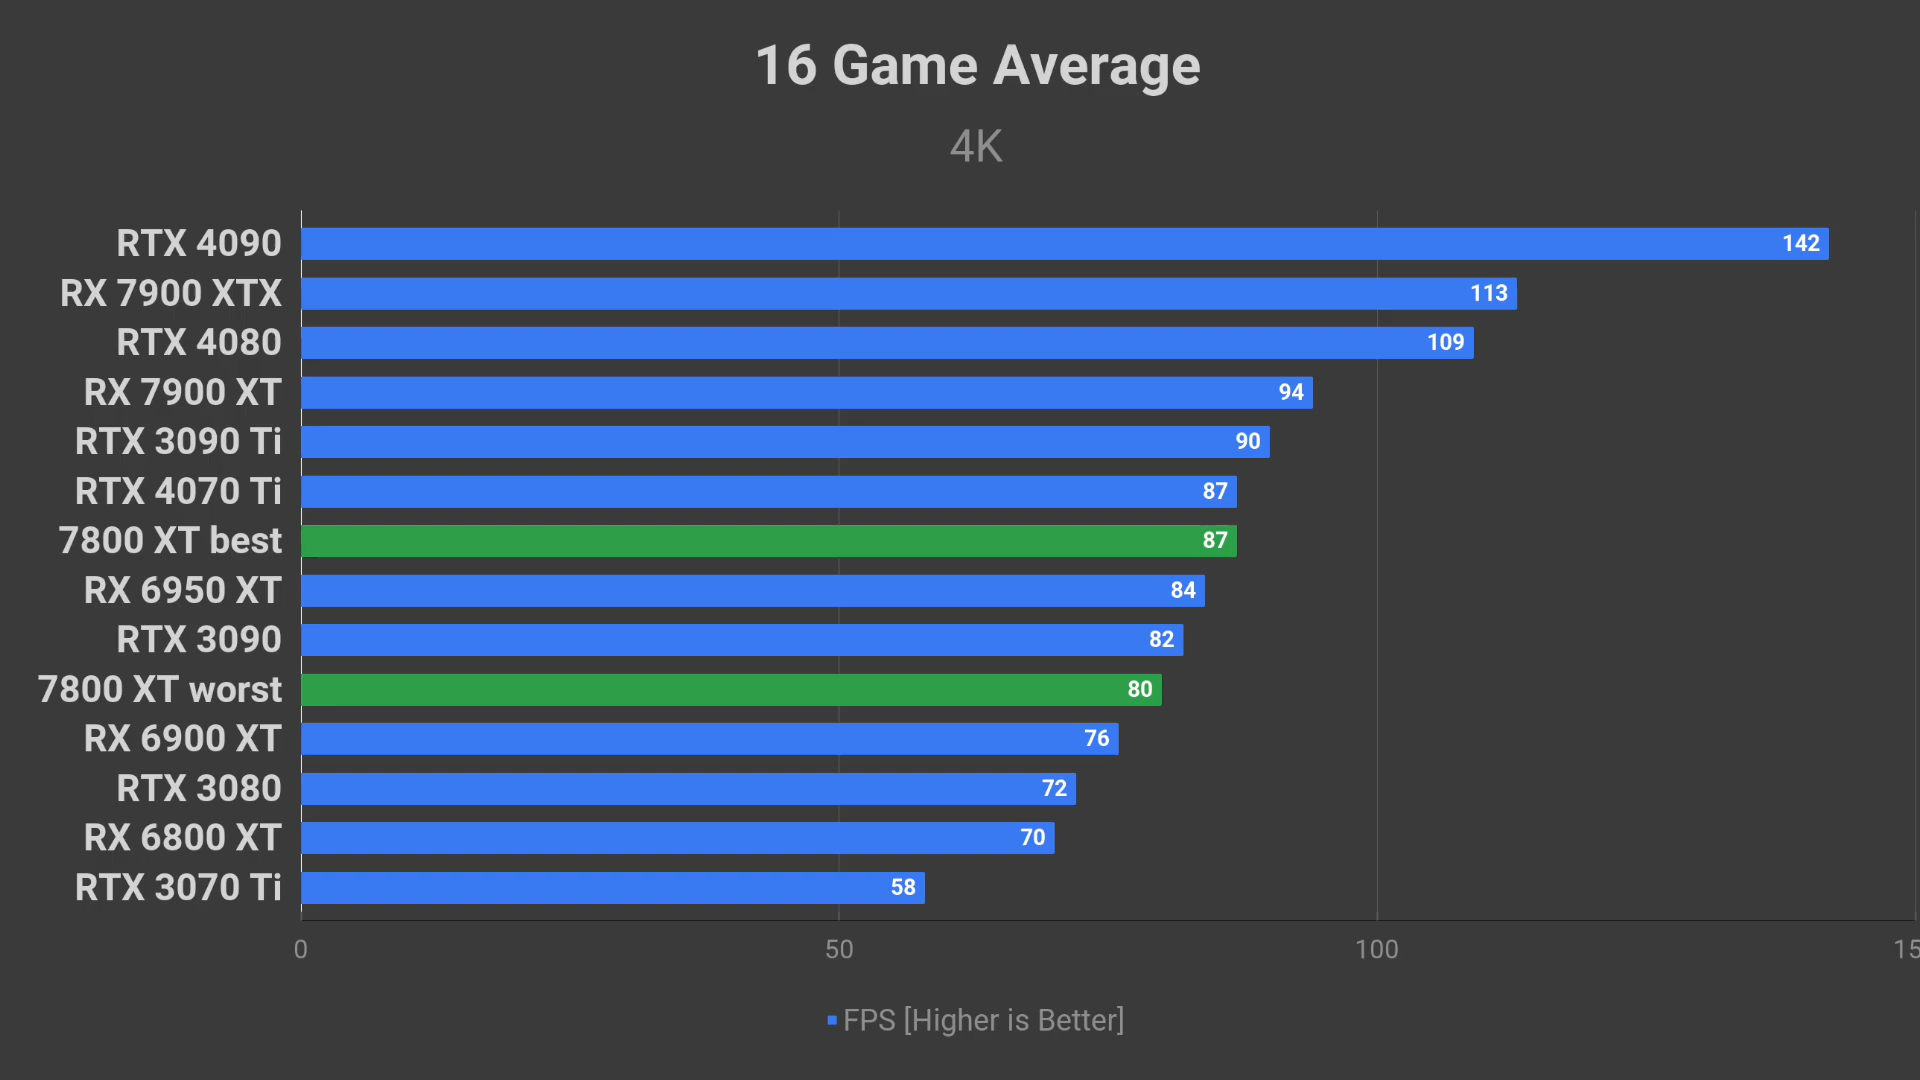 16 Game Average
4K
RTX 4090 142
RX 7900 XTX 113
RTX 4080 109
RX 7900 XT 94
RTX 3090 Ti 90
RTX 4070 Ti 87
7800 XT best 87
RX 6950 XT 84
RTX 3090 82
7800 XT worst 80
RX 6900 XT 76
RTX 3080 72
RX 6800 XT 70
RTX 3070 Ti 58
0 50 100 15
FPS [Higher is Better]